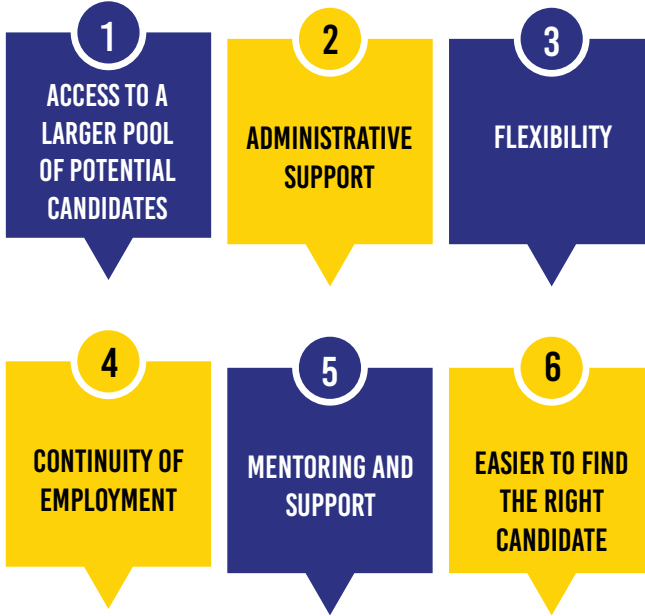 1
ACCESS TO A
LARGER POOL
OF POTENTIAL
CANDIDATES
2
ADMINISTRATIVE
SUPPORT
3
FLEXIBILITY
4
CONTINUITY OF
EMPLOYMENT
5
MENTORING AND
SUPPORT
6
EASIER TO FIND
THE RIGHT
CANDIDATE